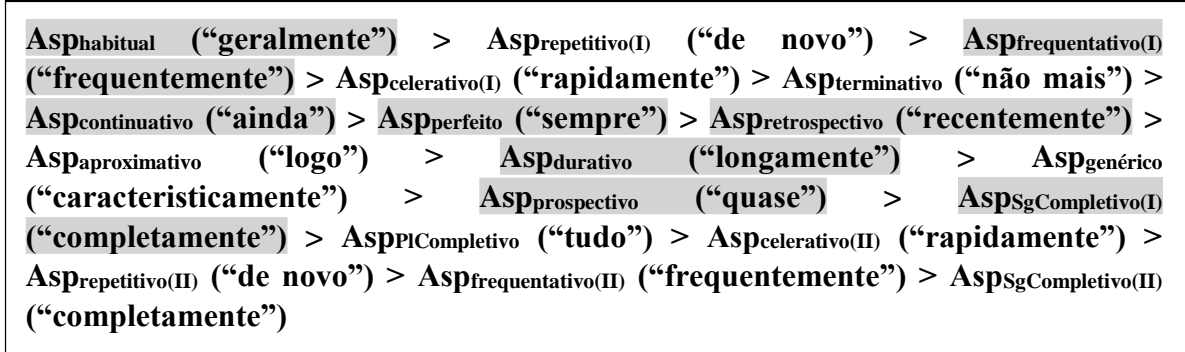 Asphabitual (“geralmente”) > Asprepetitivo(I) (“de novo”) > Aspfrequentativo(I)
(“frequentemente”) > Aspcelerativo(I) (“rapidamente”) > Aspterminativo (“não mais”) >
Aspcontinuativo (“ainda”) > Aspperfeito (“sempre”) > Aspretrospectivo (“recentemente”) >
Aspaproximativo (“logo”) > Aspdurativo (“longamente”) > Aspgenérico
(“caracteristicamente”) > Aspprospectivo (“quase”) > AspSgCompletivo(I)
(“completamente”) > AspPlCompletivo (“tudo”) > Aspcelerativo(II) (“rapidamente”) >
Asprepetitivo(II) (“de novo”) > Aspfrequentativo(II) (“frequentemente”) > AspSgCompletivo(II)
(“completamente”)